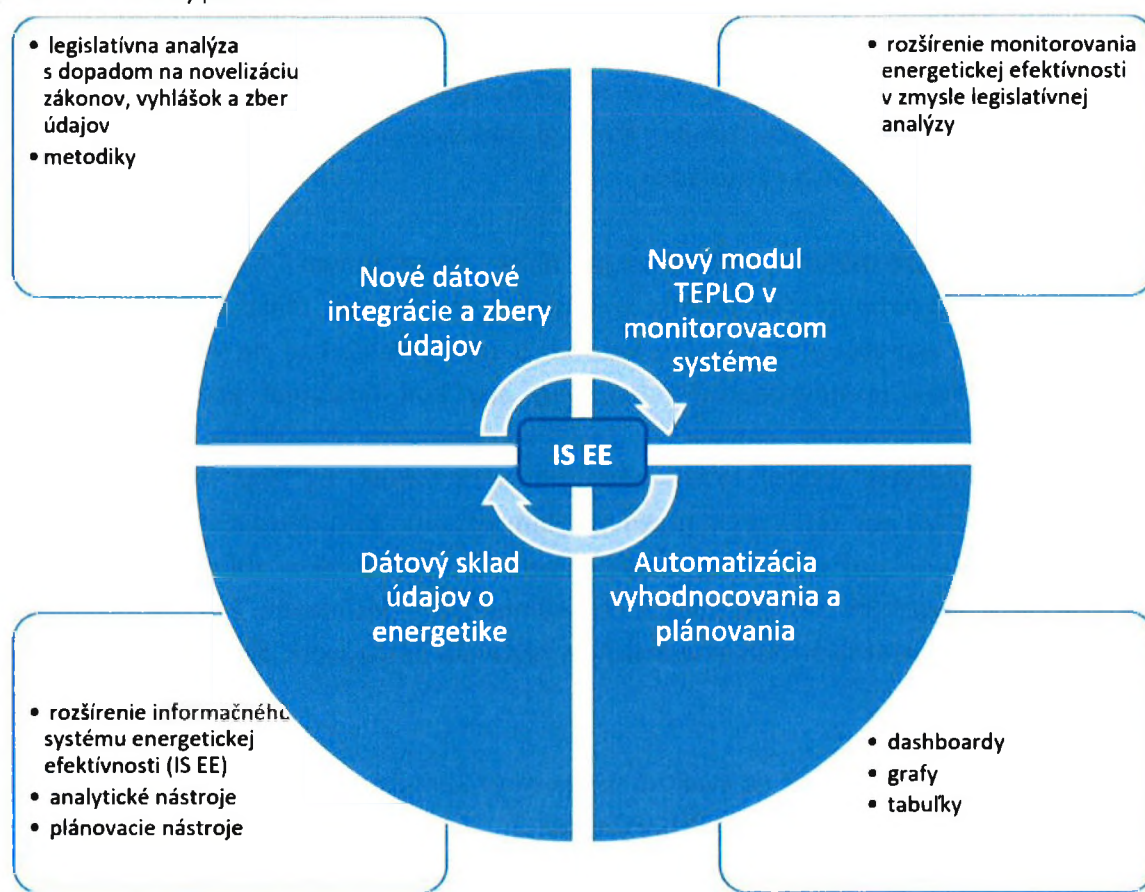 • legislatívna analýza
s dopadom na novelizáciu
zákonov, vyhlášok a zber
údajov
• metodiky
• rozšírenie monitorovania
energetickej efektívnosti
v zmysle legislatívnej
analýzy
Nové dátové
integrácie a zbery
údajov
Nový modul
TEPLO v
monitorovacom
systéme
IS EE
Dátový sklad
údajov o
energetike
Automatizácia
vyhodnocovania a
plánovania
• rozšírenie informačného
systému energetickej
efektívnosti (IS EE)
• analytické nástroje
• plánovacie nástroje
• dashboardy
• grafy
• tabuľky